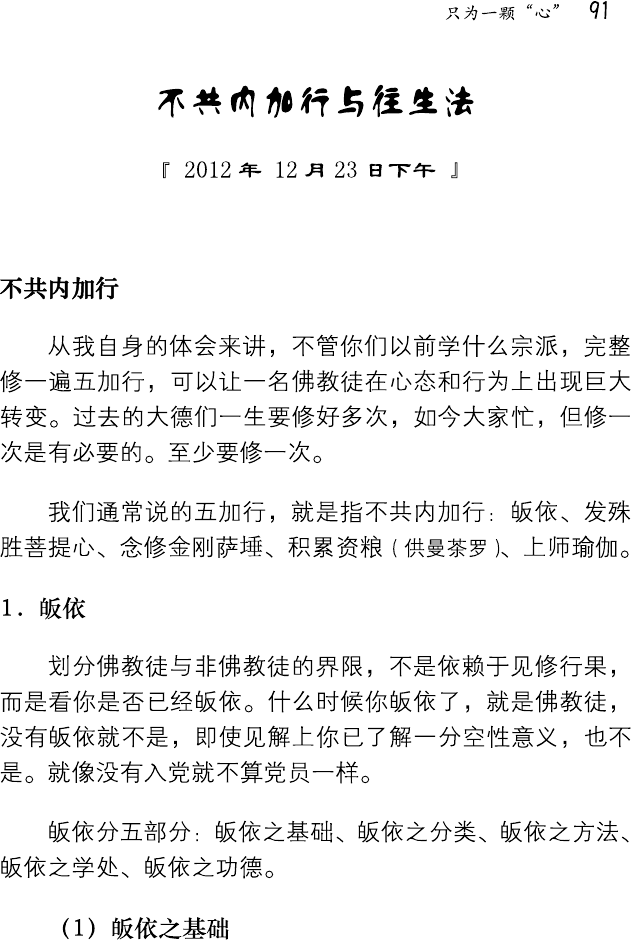 只为一颗“心” 91
不共内加行与往生法
『 2012 年 12 月 23 日下午 』
不共内加行
从我自身的体会来讲，不管你们以前学什么宗派，完整
修一遍五加行，可以让一名佛教徒在心态和行为上出现巨大
转变。过去的大德们一生要修好多次，如今大家忙，但修一
次是有必要的。至少要修一次。
我们通常说的五加行，就是指不共内加行：皈依、发殊
胜菩提心、念修金刚萨埵、积累资粮（供曼茶罗）、上师瑜伽。
1．皈依
划分佛教徒与非佛教徒的界限，不是依赖于见修行果，
而是看你是否已经皈依。什么时候你皈依了，就是佛教徒，
没有皈依就不是，即使见解上你已了解一分空性意义，也不
是。就像没有入党就不算党员一样。
皈依分五部分：皈依之基础、皈依之分类、皈依之方法、
皈依之学处、皈依之功德。
（1）皈依之基础